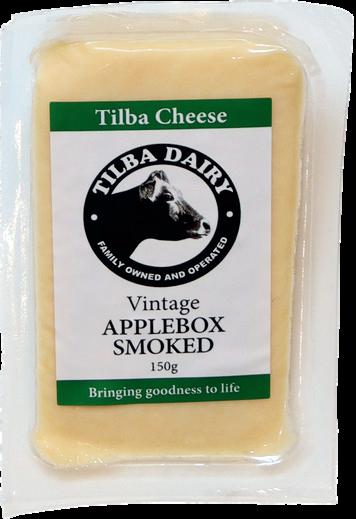 Tilba Cheese
TILBA DAIRY
FAMILY OWNED AND OPERATED
Vintage
APPLEBOX
SMOKED
150g
Bringing goodness to life